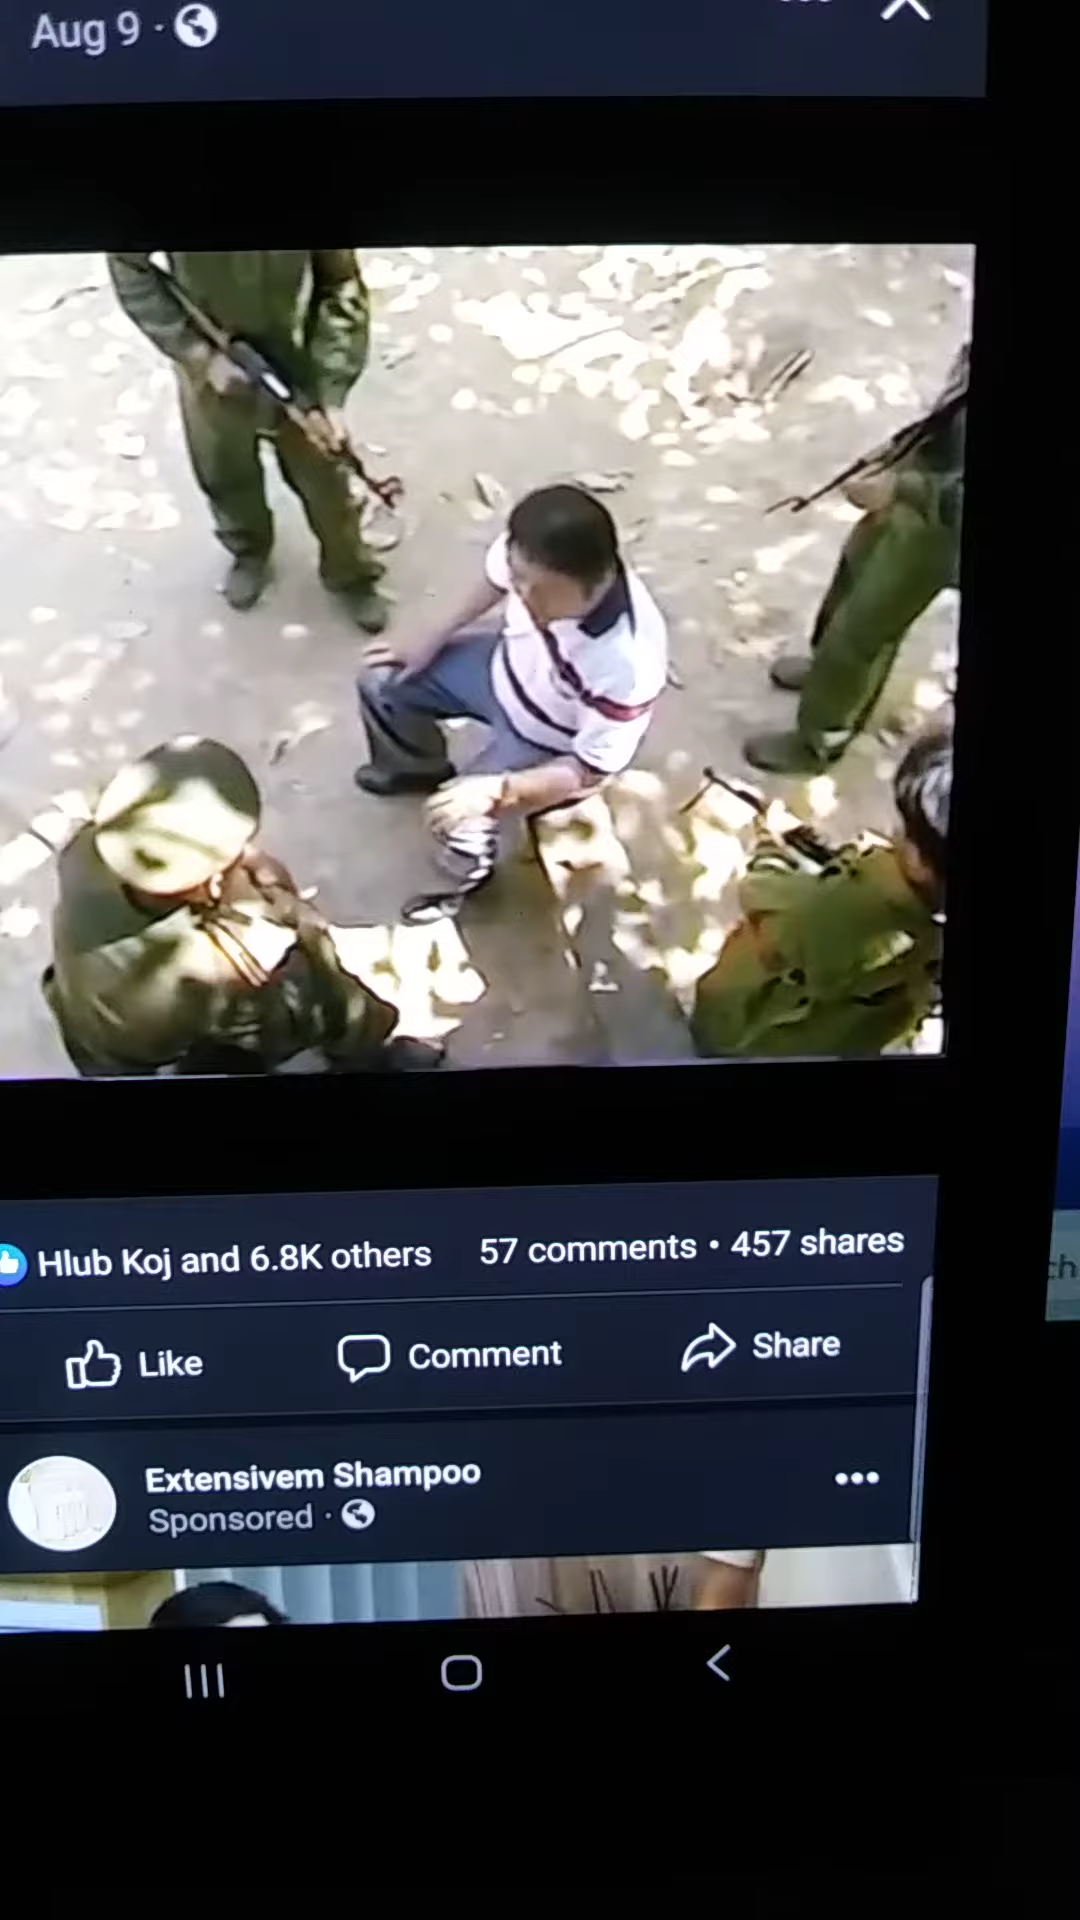 Aug 9 ·
Hlub Koj and 6.8K others 57 comments • 457 shares
Like Comment Share
Extensivem Shampoo
Sponsored ·